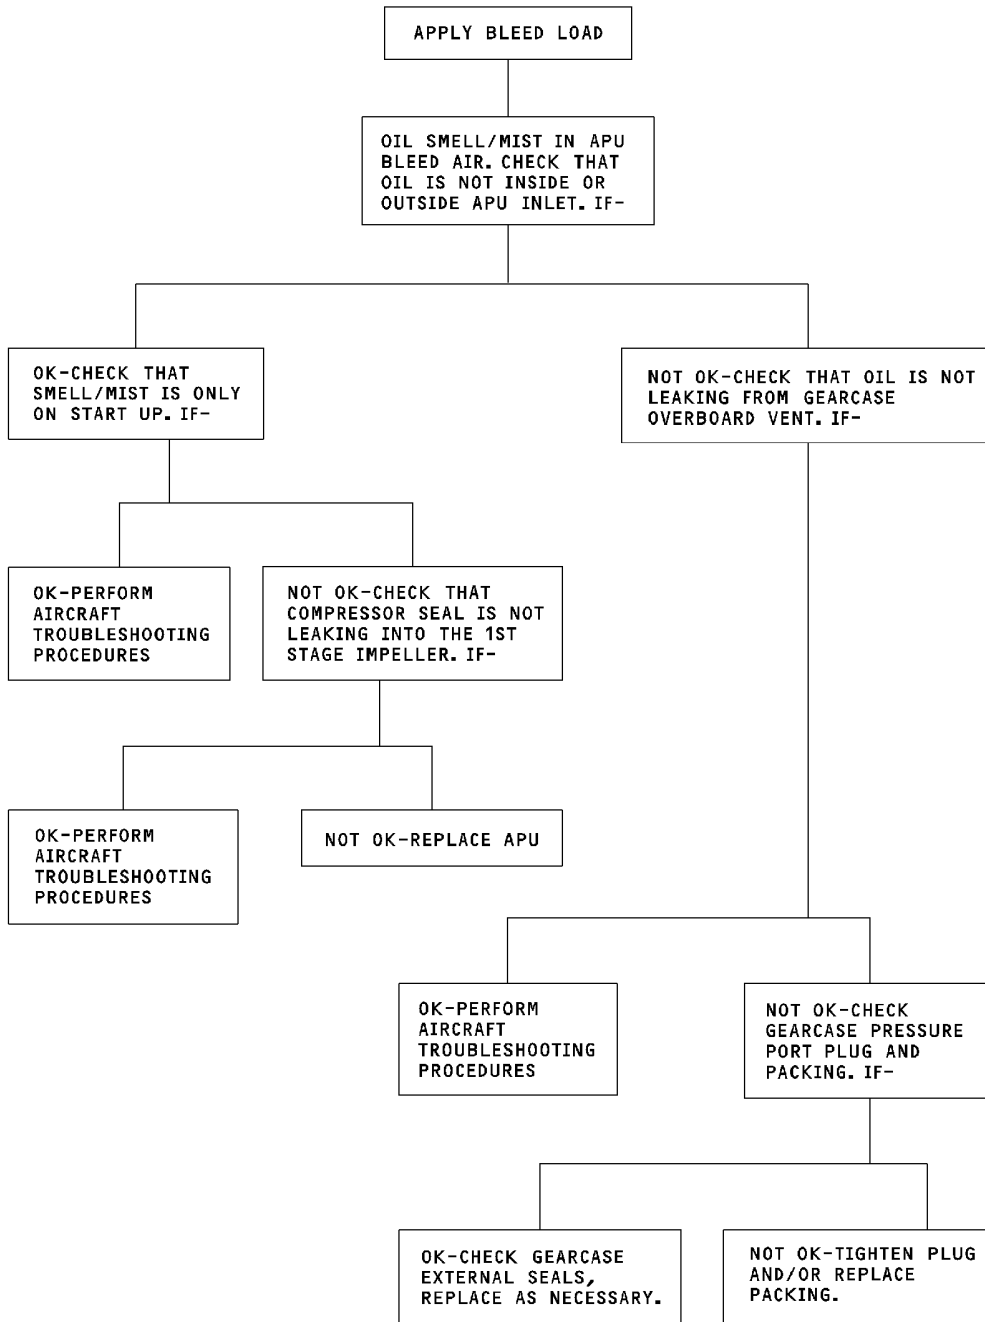 APPLY BLEED LOAD
OIL SMELL/MIST IN APU
BLEED AIR. CHECK THAT
OIL IS NOT INSIDE OR
OUTSIDE APU INLET. IF-
OK-CHECK THAT
SMELL/MIST IS ONLY
ON START UP. IF-
NOT OK-CHECK THAT OIL IS NOT
LEAKING FROM GEARCASE
OVERBOARD VENT. IF-
OK-PERFORM
AIRCRAFT
TROUBLESHOOTING
PROCEDURES
NOT OK-CHECK THAT
COMPRESSOR SEAL IS NOT
LEAKING INTO THE 1ST
STAGE IMPELLER. IF-
OK-PERFORM
AIRCRAFT
TROUBLESHOOTING
PROCEDURES
NOT OK-REPLACE APU
OK-PERFORM
AIRCRAFT
TROUBLESHOOTING
PROCEDURES
NOT OK-CHECK
GEARCASE PRESSURE
PORT PLUG AND
PACKING. IF-
OK-CHECK GEARCASE
EXTERNAL SEALS,
REPLACE AS NECESSARY.
NOT OK-TIGHTEN PLUG
AND/OR REPLACE
PACKING.